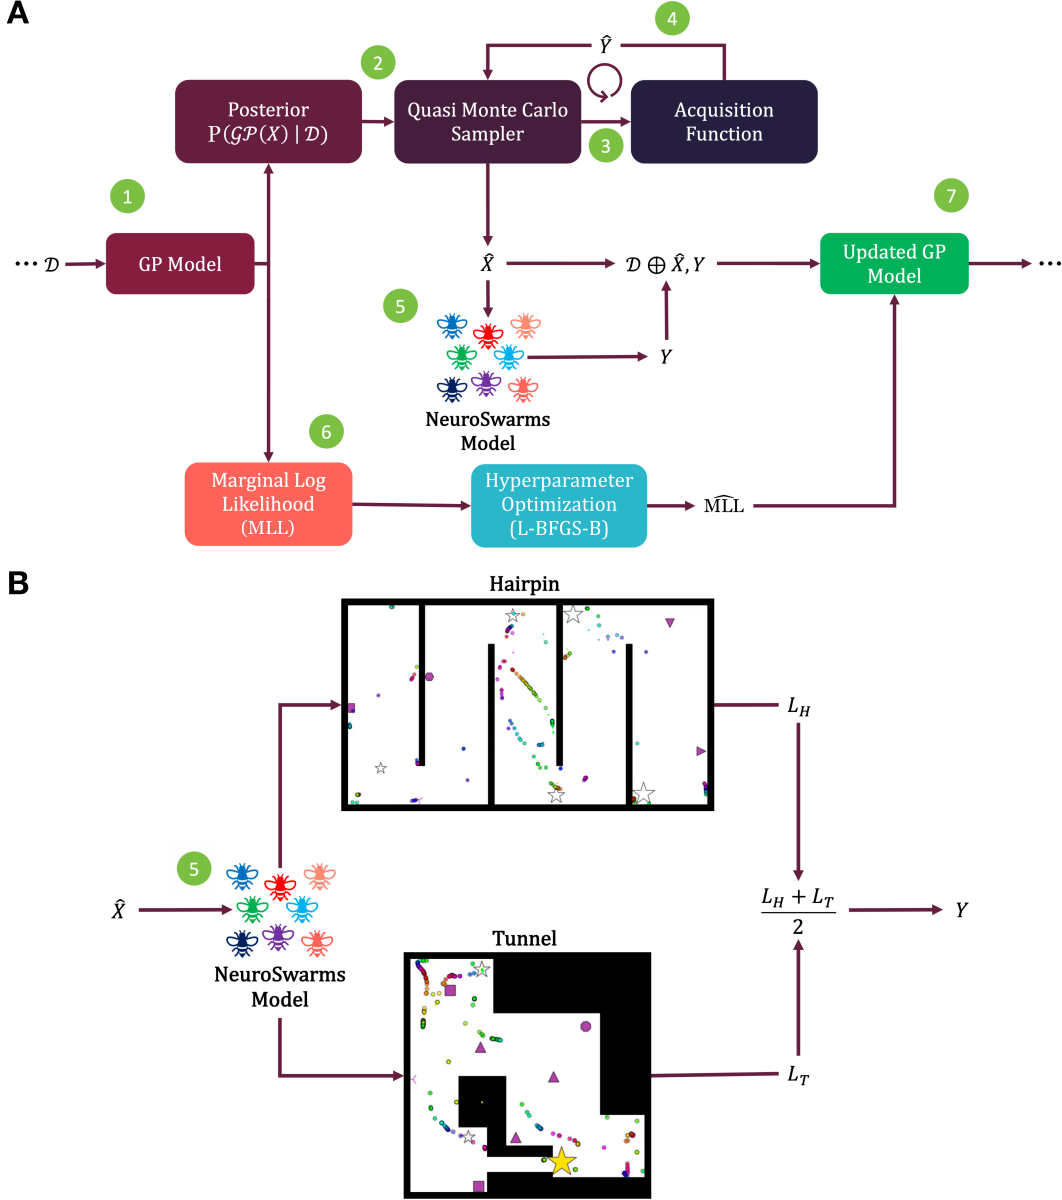 A
4
Ŷ
2
Posterior
P(𝒢𝒫(X) | 𝒟)
Quasi Monte Carlo
Sampler
Acquisition
Function
3
1
7
··· 𝒟
GP Model
X̂
𝒟 ⊕ X̂, Y
Updated GP
Model
···
5
Y
NeuroSwarms
Model
6
Marginal Log
Likelihood
(MLL)
Hyperparameter
Optimization
(L-BFGS-B)
M͡LL
B
Hairpin
L_H
5
X̂
NeuroSwarms
Model
L_H + L_T
2
Y
Tunnel
L_T